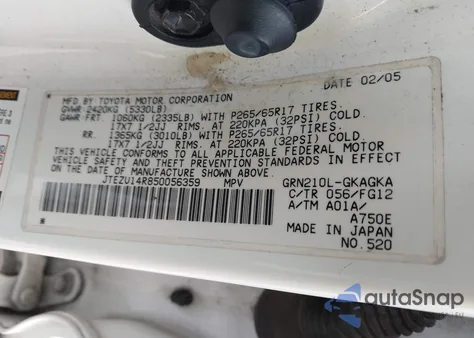 MFD. BY TOYOTA MOTOR CORPORATION DATE 02/05
GVWR 2420KG (5330LB)
GAWR FRT. 1060KG (2335LB) WITH P265/65R17 TIRES,
17X7 1/2JJ RIMS, AT 220KPA (32PSI) COLD.
RR. 1365KG (3010LB) WITH P265/65R17 TIRES,
17X7 1/2JJ RIMS, AT 220KPA (32PSI) COLD.
THIS VEHICLE CONFORMS TO ALL APPLICABLE FEDERAL MOTOR
VEHICLE SAFETY AND THEFT PREVENTION STANDARDS IN EFFECT
ON THE DATE OF MANUFACTURE SHOWN ABOVE.
JTEZU14R850056359 MPV GRN210L-GKAGKA
C/TR 056/FG12
A/TM A01A/
A750E
MADE IN JAPAN
NO.520
autoSnap